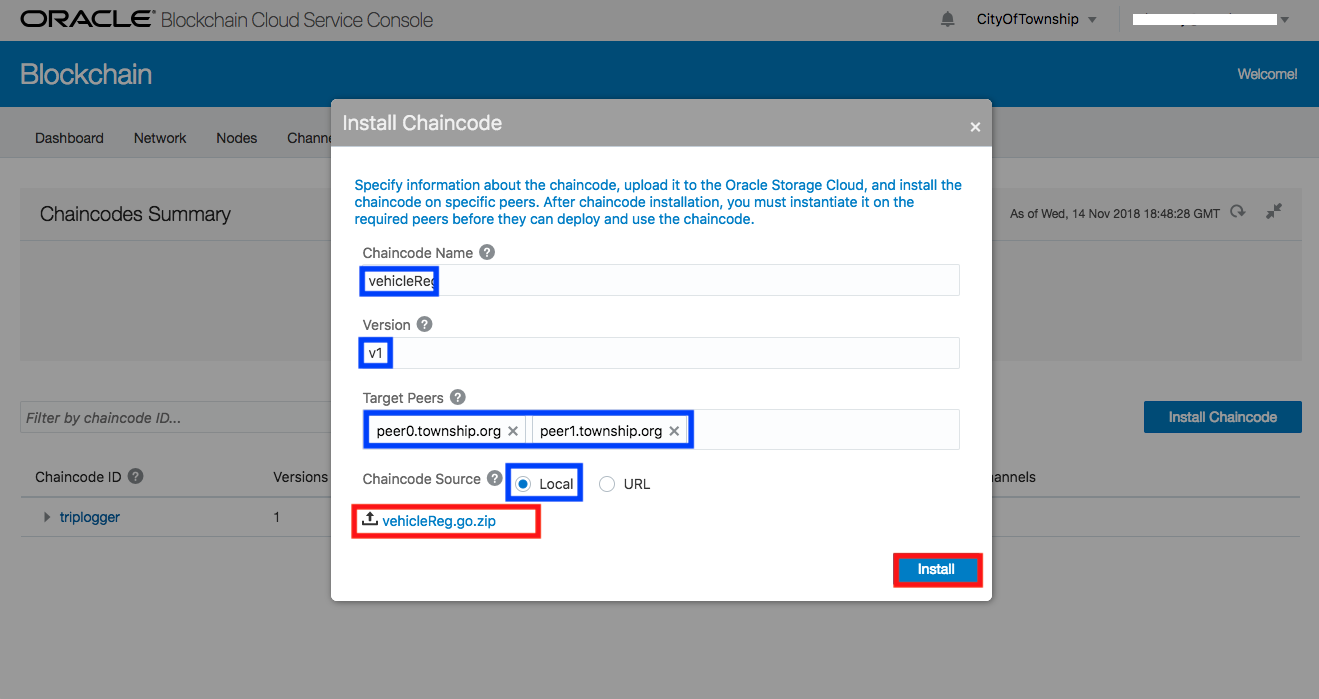 ORACLE® Blockchain Cloud Service Console
CityOfTownship
Blockchain
Welcome!
Dashboard Network Nodes Channe
Install Chaincode
×
Chaincodes Summary
As of Wed, 14 Nov 2018 18:48:28 GMT
Specify information about the chaincode, upload it to the Oracle Storage Cloud, and install the
chaincode on specific peers. After chaincode installation, you must instantiate it on the
required peers before they can deploy and use the chaincode.
Chaincode Name ?
vehicleReg
Version ?
v1
Target Peers ?
peer0.township.org × peer1.township.org ×
Chaincode Source ? Local URL
vehicleReg.go.zip
Install
Filter by chaincode ID...
Install Chaincode
Chaincode ID ? Versions annels
triplogger 1